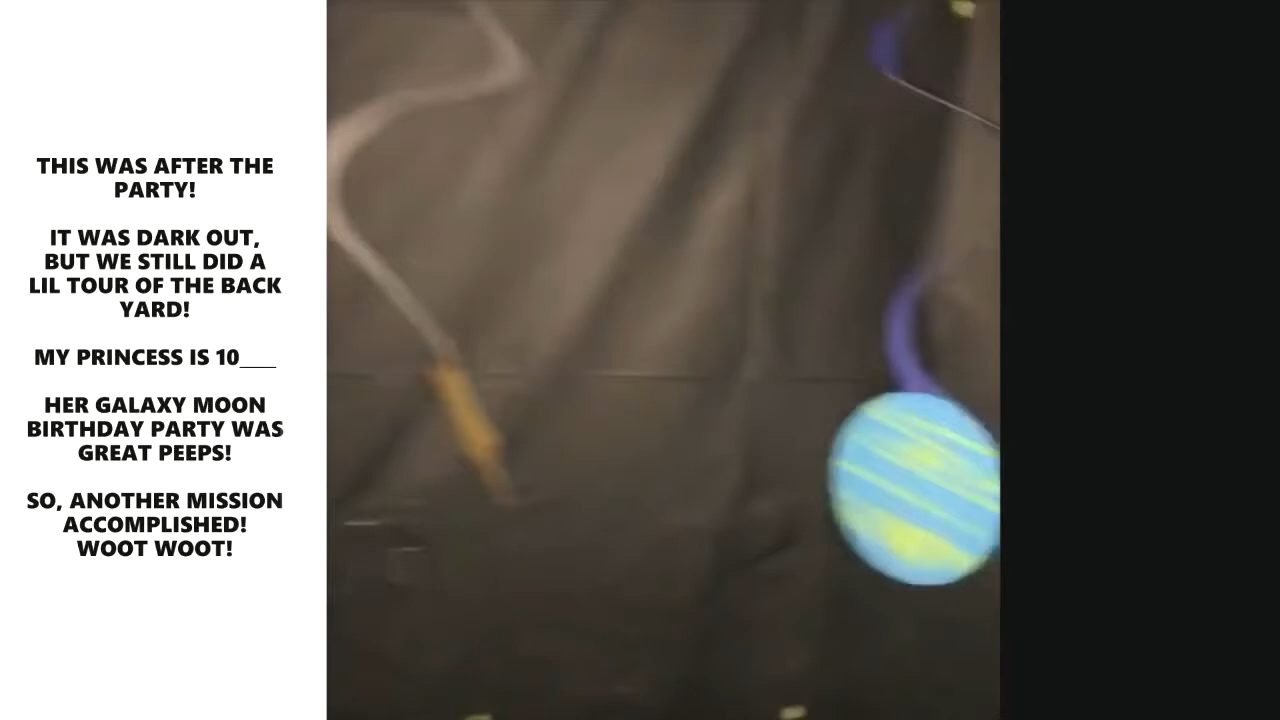 THIS WAS AFTER THE
PARTY!
IT WAS DARK OUT,
BUT WE STILL DID A
LIL TOUR OF THE BACK
YARD!
MY PRINCESS IS 10___
HER GALAXY MOON
BIRTHDAY PARTY WAS
GREAT PEEPS!
SO, ANOTHER MISSION
ACCOMPLISHED!
WOOT WOOT!